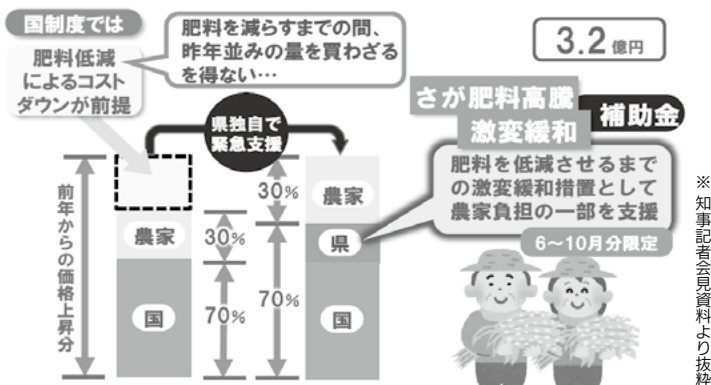 国制度では
肥料低減
によるコスト
ダウンが前提
肥料を減らすまでの間、
昨年並みの量を買わざる
を得ない…
3.2億円
県独自で
緊急支援
さが肥料高騰
激変緩和
補助金
肥料を低減させるまで
の激変緩和措置として
農家負担の一部を支援
6〜10月分限定
前年からの価格上昇分
農家
国
30%
70%
30%
70%
農家
県
国
※知事記者会見資料より抜粋